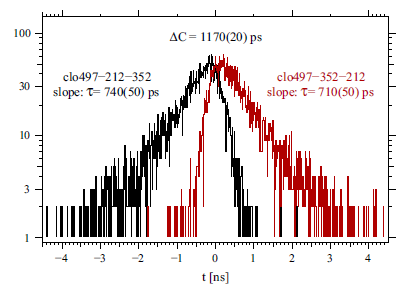 ΔC = 1170(20) ps
100
clo497−212−352
slope: τ= 740(50) ps
clo497−352−212
slope: τ= 710(50) ps
30
10
3
1
−4 −3 −2 −1 0 1 2 3 4
t [ns]